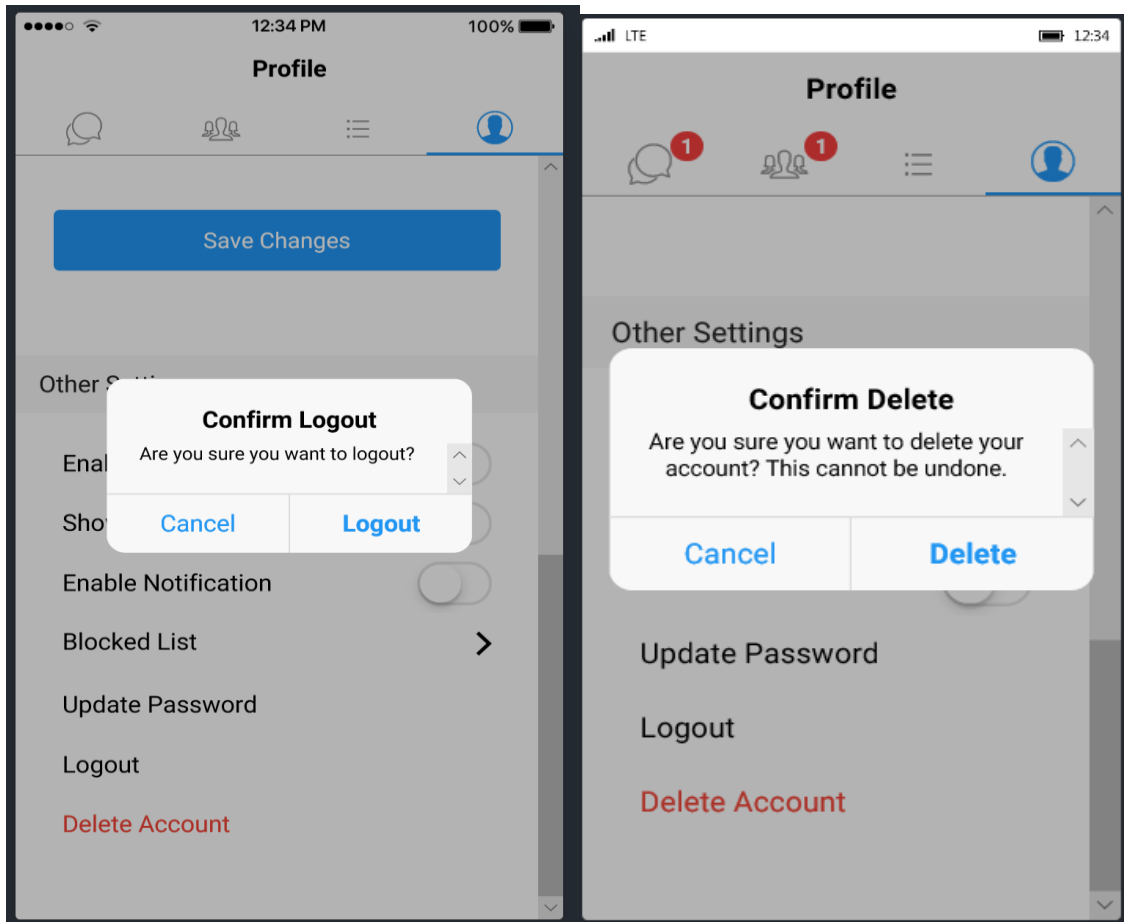 12:34 PM
100%
Profile
Save Changes
Other
Confirm Logout
Are you sure you want to logout?
Cancel
Logout
Enable Notification
Blocked List
Update Password
Logout
Delete Account
LTE
12:34
Profile
1
1
Other Settings
Confirm Delete
Are you sure you want to delete your
account? This cannot be undone.
Cancel
Delete
Update Password
Logout
Delete Account